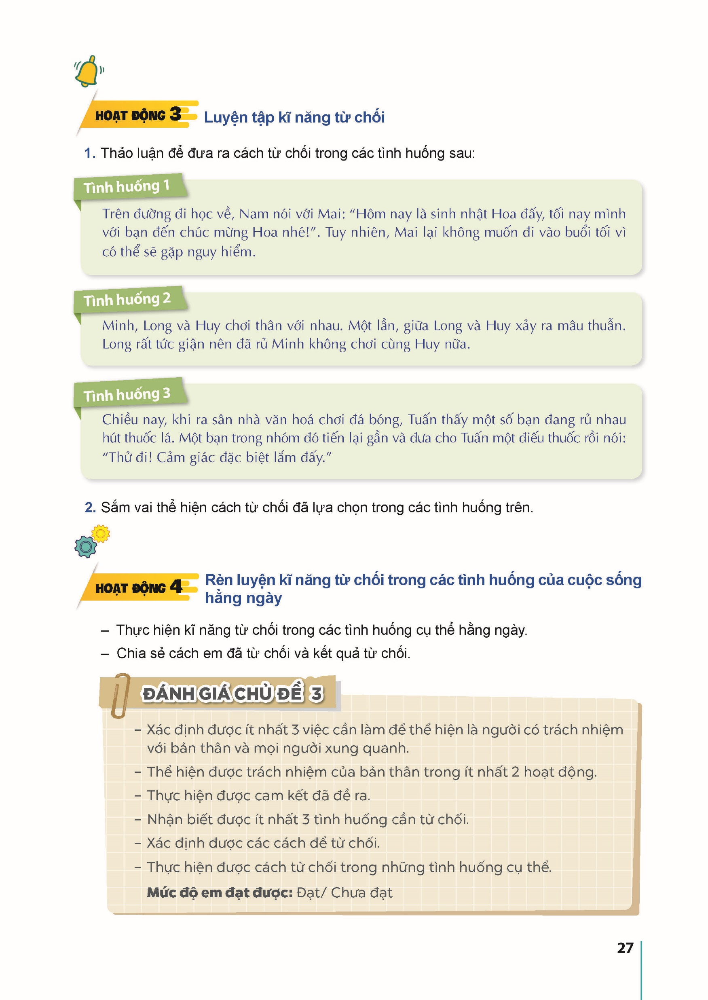 HOẠT ĐỘNG 3 Luyện tập kĩ năng từ chối
1. Thảo luận để đưa ra cách từ chối trong các tình huống sau:
Tình huống 1
Trên đường đi học về, Nam nói với Mai: “Hôm nay là sinh nhật Hoa đấy, tối nay mình
với bạn đến chúc mừng Hoa nhé!”. Tuy nhiên, Mai lại không muốn đi vào buổi tối vì
có thể sẽ gặp nguy hiểm.
Tình huống 2
Minh, Long và Huy chơi thân với nhau. Một lần, giữa Long và Huy xảy ra mâu thuẫn.
Long rất tức giận nên đã rủ Minh không chơi cùng Huy nữa.
Tình huống 3
Chiều nay, khi ra sân nhà văn hoá chơi đá bóng, Tuấn thấy một số bạn đang rủ nhau
hút thuốc lá. Một bạn trong nhóm đó tiến lại gần và đưa cho Tuấn một điếu thuốc rồi nói:
“Thử đi! Cảm giác đặc biệt lắm đấy.”
2. Sắm vai thể hiện cách từ chối đã lựa chọn trong các tình huống trên.
HOẠT ĐỘNG 4 Rèn luyện kĩ năng từ chối trong các tình huống của cuộc sống
hằng ngày
– Thực hiện kĩ năng từ chối trong các tình huống cụ thể hằng ngày.
– Chia sẻ cách em đã từ chối và kết quả từ chối.
ĐÁNH GIÁ CHỦ ĐỀ 3
– Xác định được ít nhất 3 việc cần làm để thể hiện là người có trách nhiệm
với bản thân và mọi người xung quanh.
– Thể hiện được trách nhiệm của bản thân trong ít nhất 2 hoạt động.
– Thực hiện được cam kết đã đề ra.
– Nhận biết được ít nhất 3 tình huống cần từ chối.
– Xác định được các cách để từ chối.
– Thực hiện được cách từ chối trong những tình huống cụ thể.
Mức độ em đạt được: Đạt/ Chưa đạt
27